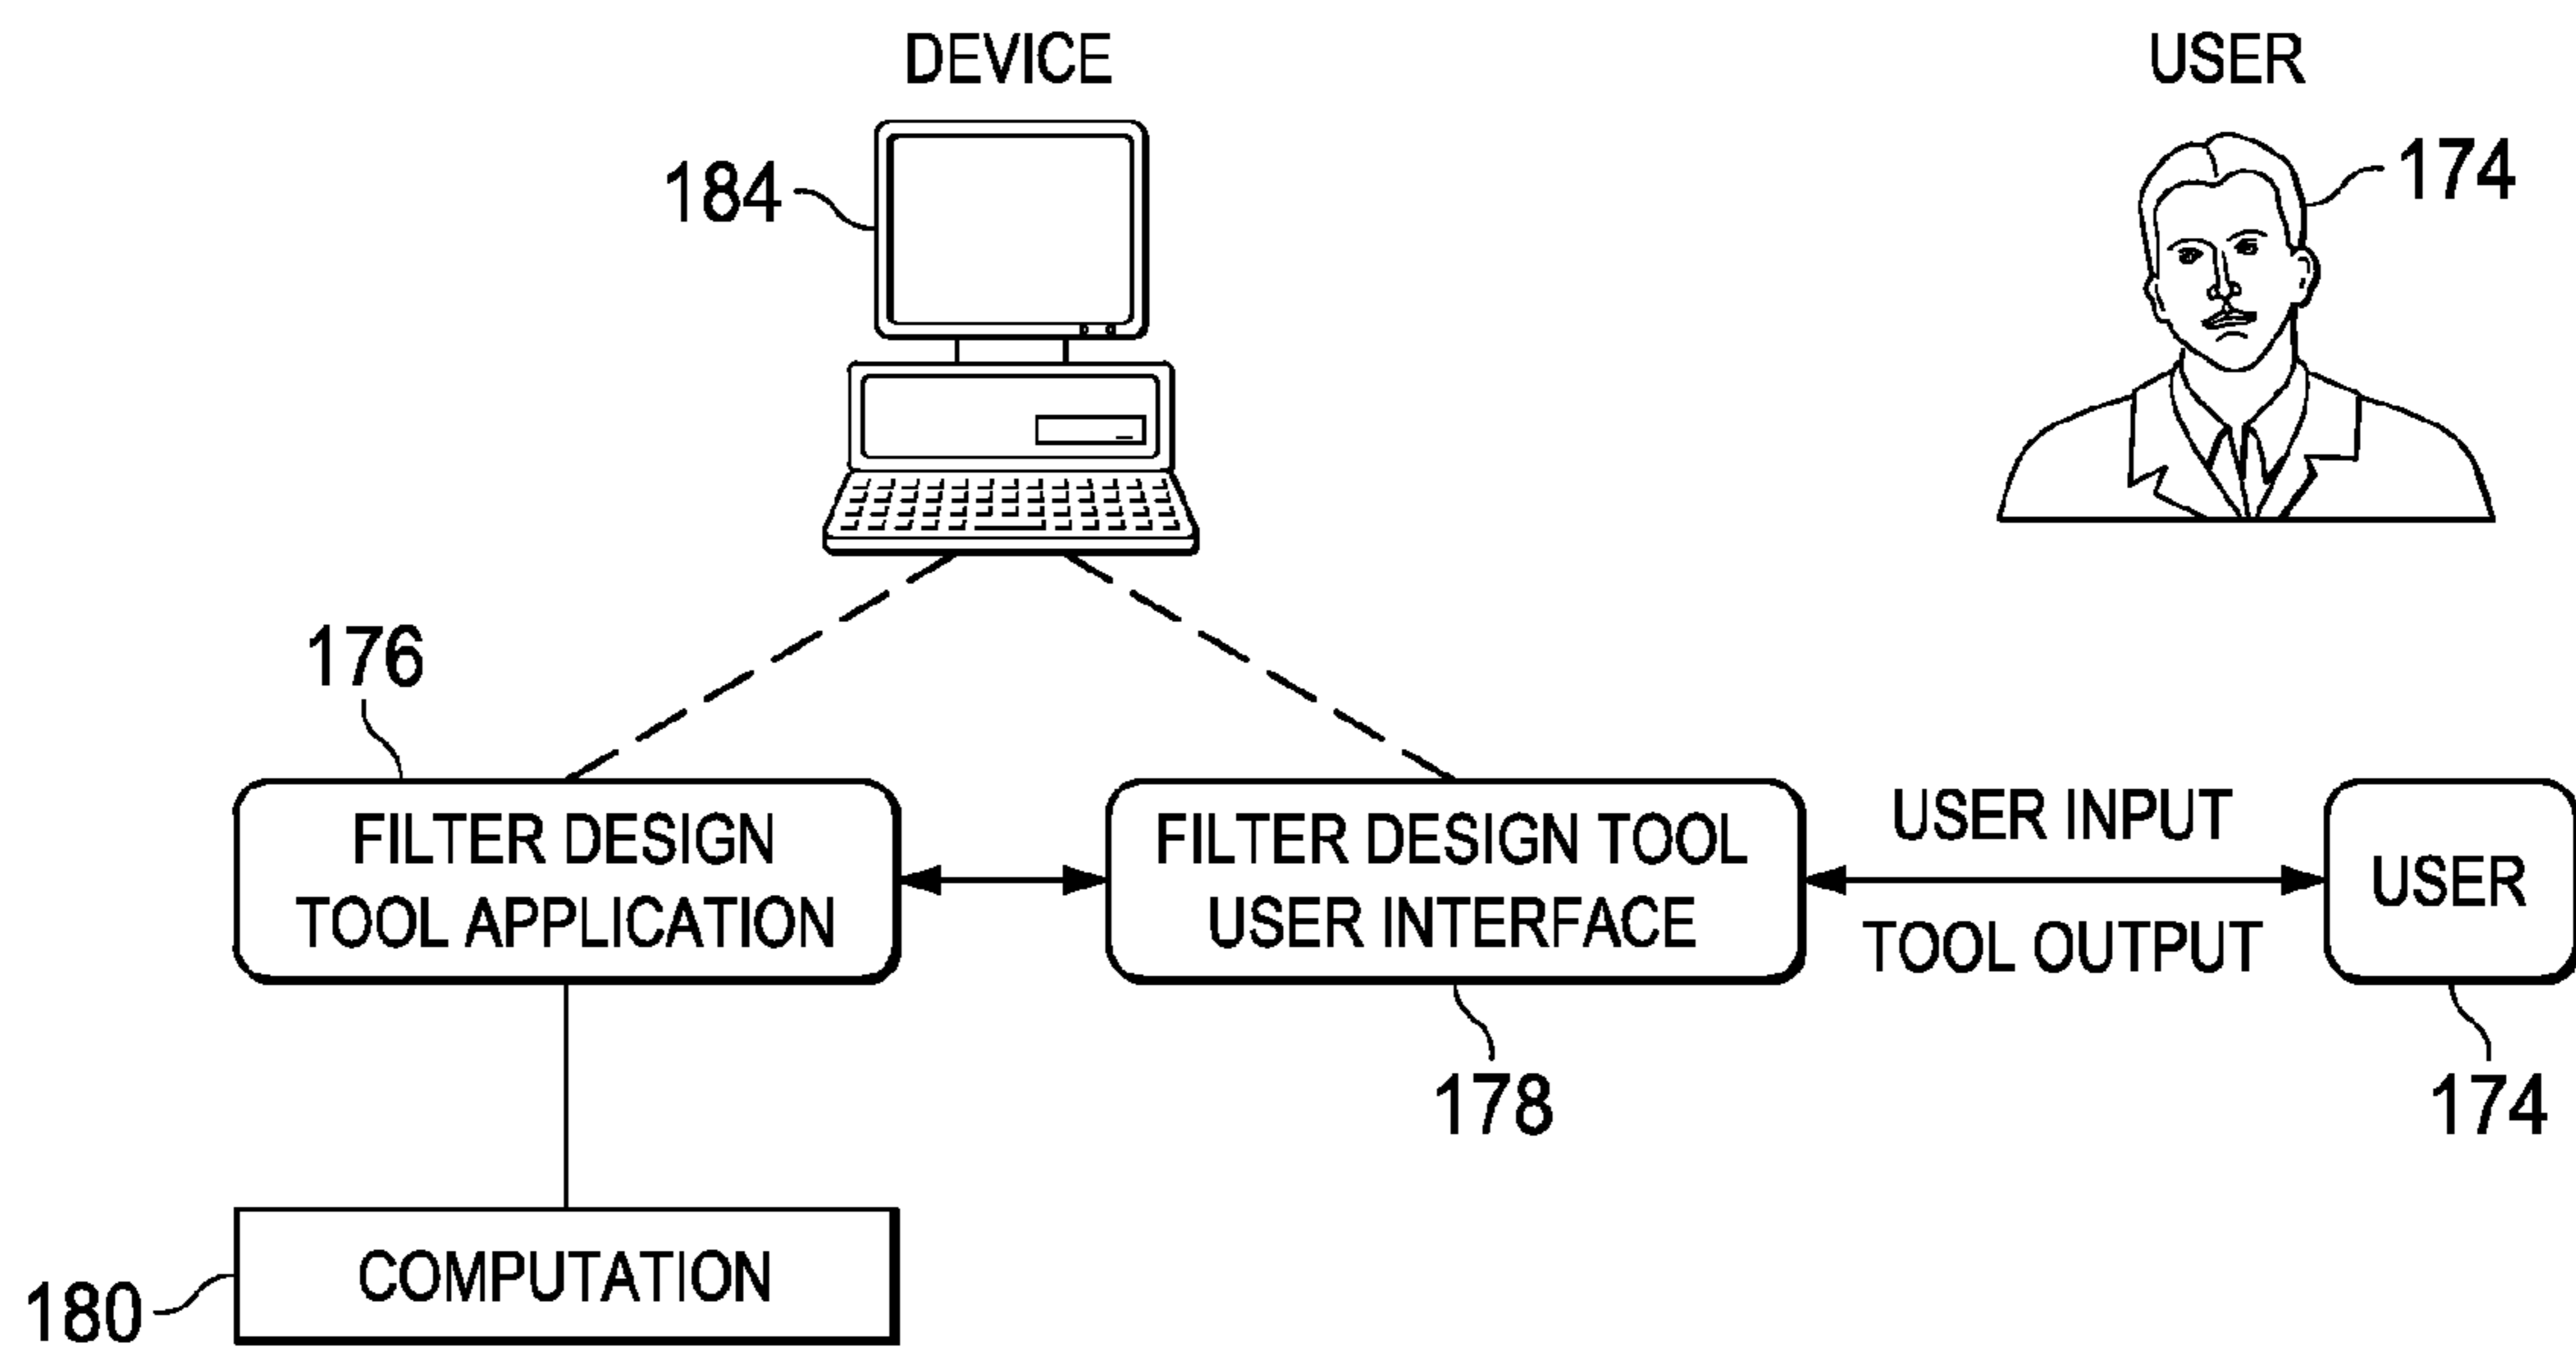 DEVICE
USER
184
174
176
FILTER DESIGN
TOOL APPLICATION
FILTER DESIGN TOOL
USER INTERFACE
USER INPUT
TOOL OUTPUT
USER
178
174
COMPUTATION
180